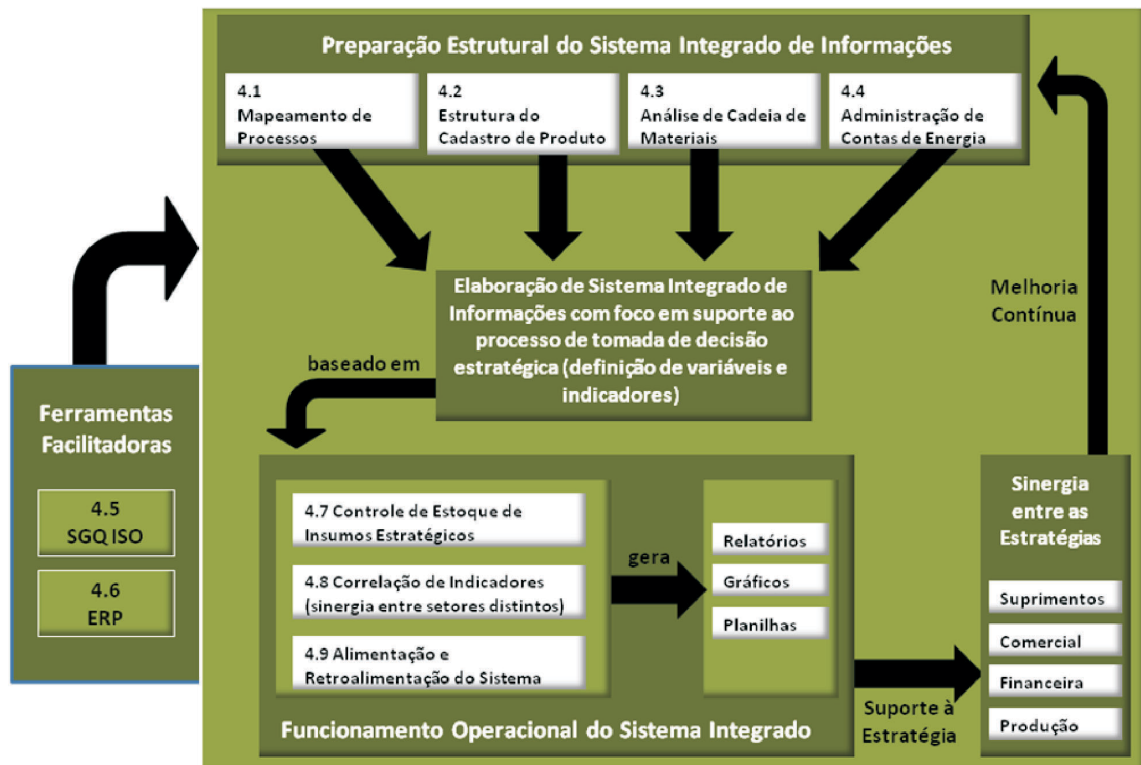 Preparação Estrutural do Sistema Integrado de Informações
4.1
Mapeamento de
Processos
4.2
Estrutura do
Cadastro de Produto
4.3
Análise de Cadeia de
Materiais
4.4
Administração de
Contas de Energia
Elaboração de Sistema Integrado de
Informações com foco em suporte ao
processo de tomada de decisão
estratégica (definição de variáveis e
indicadores)
Melhoria
Contínua
baseado em
Ferramentas
Facilitadoras
4.5
SGQ ISO
4.6
ERP
4.7 Controle de Estoque de
Insumos Estratégicos
4.8 Correlação de Indicadores
(sinergia entre setores distintos)
4.9 Alimentação e
Retroalimentação do Sistema
gera
Relatórios
Gráficos
Planilhas
Funcionamento Operacional do Sistema Integrado
Suporte à
Estratégia
Sinergia
entre as
Estratégias
Suprimentos
Comercial
Financeira
Produção